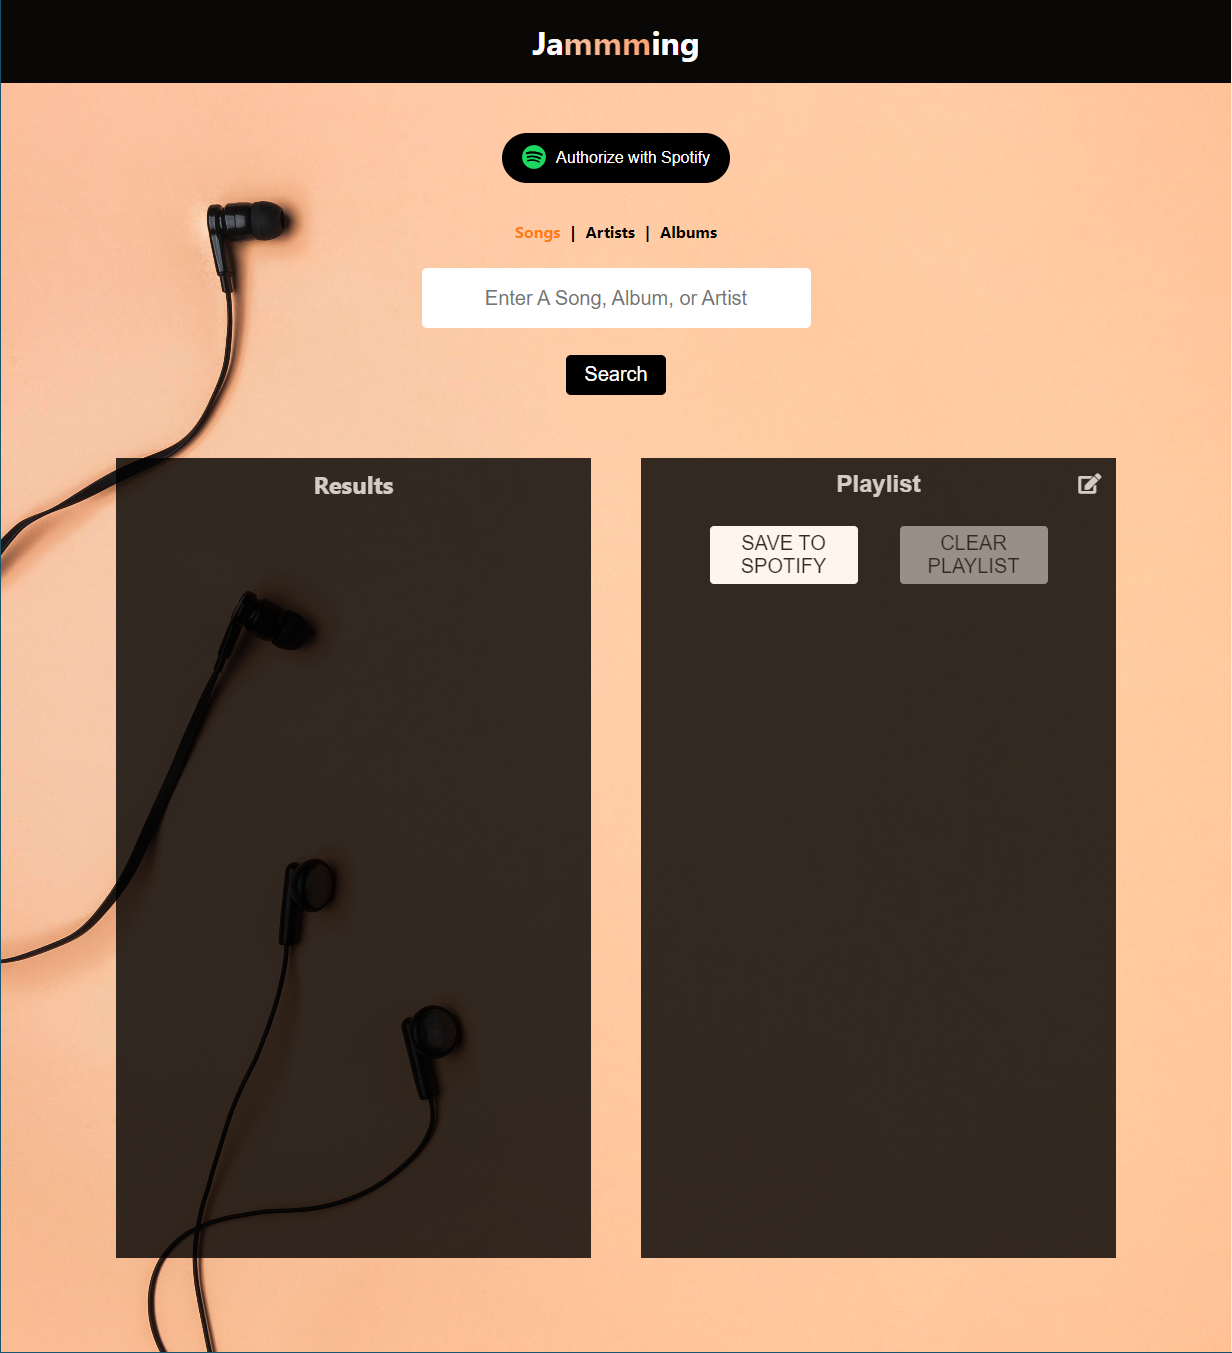 Jammming
Authorize with Spotify
Songs | Artists | Albums
Enter A Song, Album, or Artist
Search
Results
Playlist
SAVE TO
SPOTIFY
CLEAR
PLAYLIST